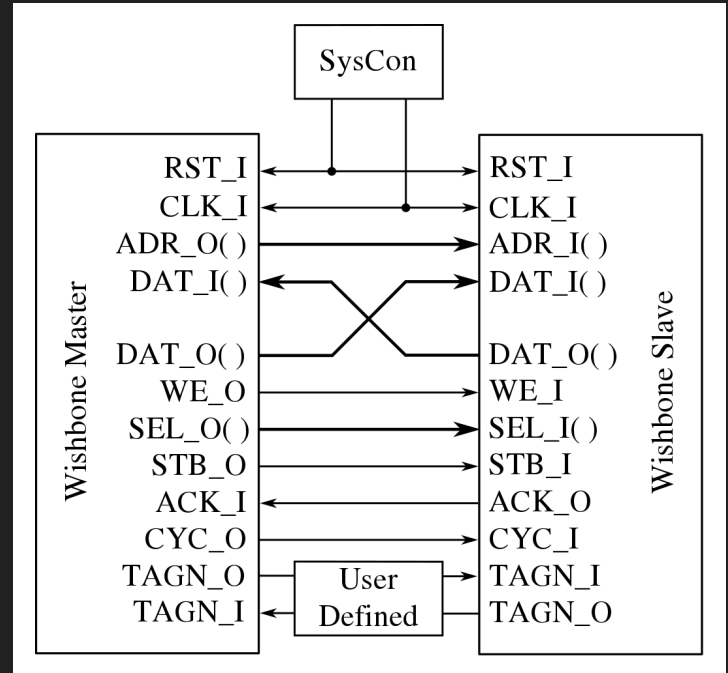 SysCon
Wishbone Master
RST_I
CLK_I
ADR_O( )
DAT_I( )
DAT_O( )
WE_O
SEL_O( )
STB_O
ACK_I
CYC_O
TAGN_O
TAGN_I
User
Defined
RST_I
CLK_I
ADR_I( )
DAT_I( )
DAT_O( )
WE_I
SEL_I( )
STB_I
ACK_O
CYC_I
TAGN_I
TAGN_O
Wishbone Slave